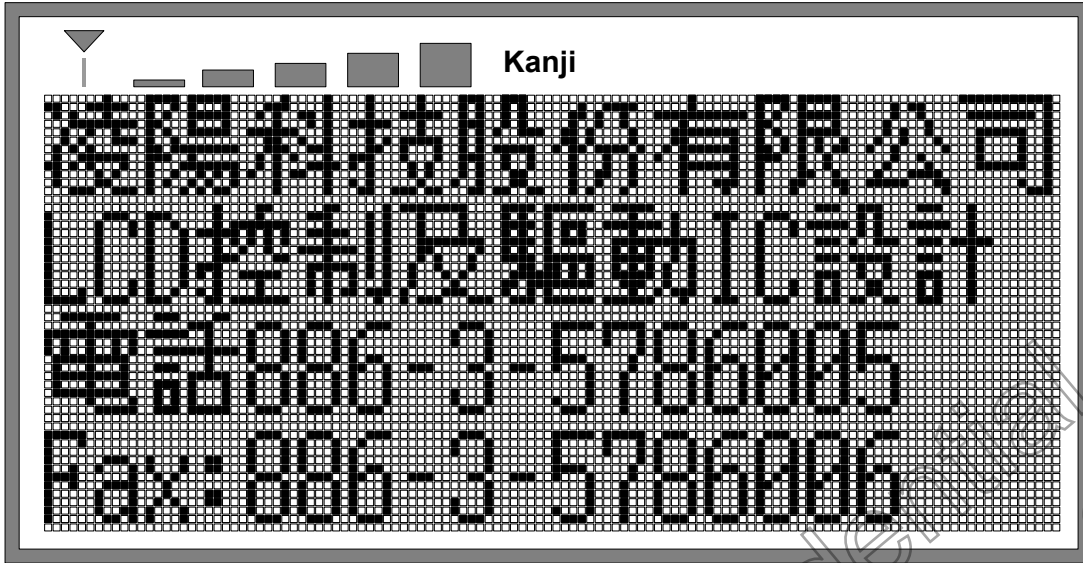 Kanji
凌陽科技股份有限公司
LCD控制及驅動IC設計
電話886-3-5786005
Fax:886-3-5786006
dential